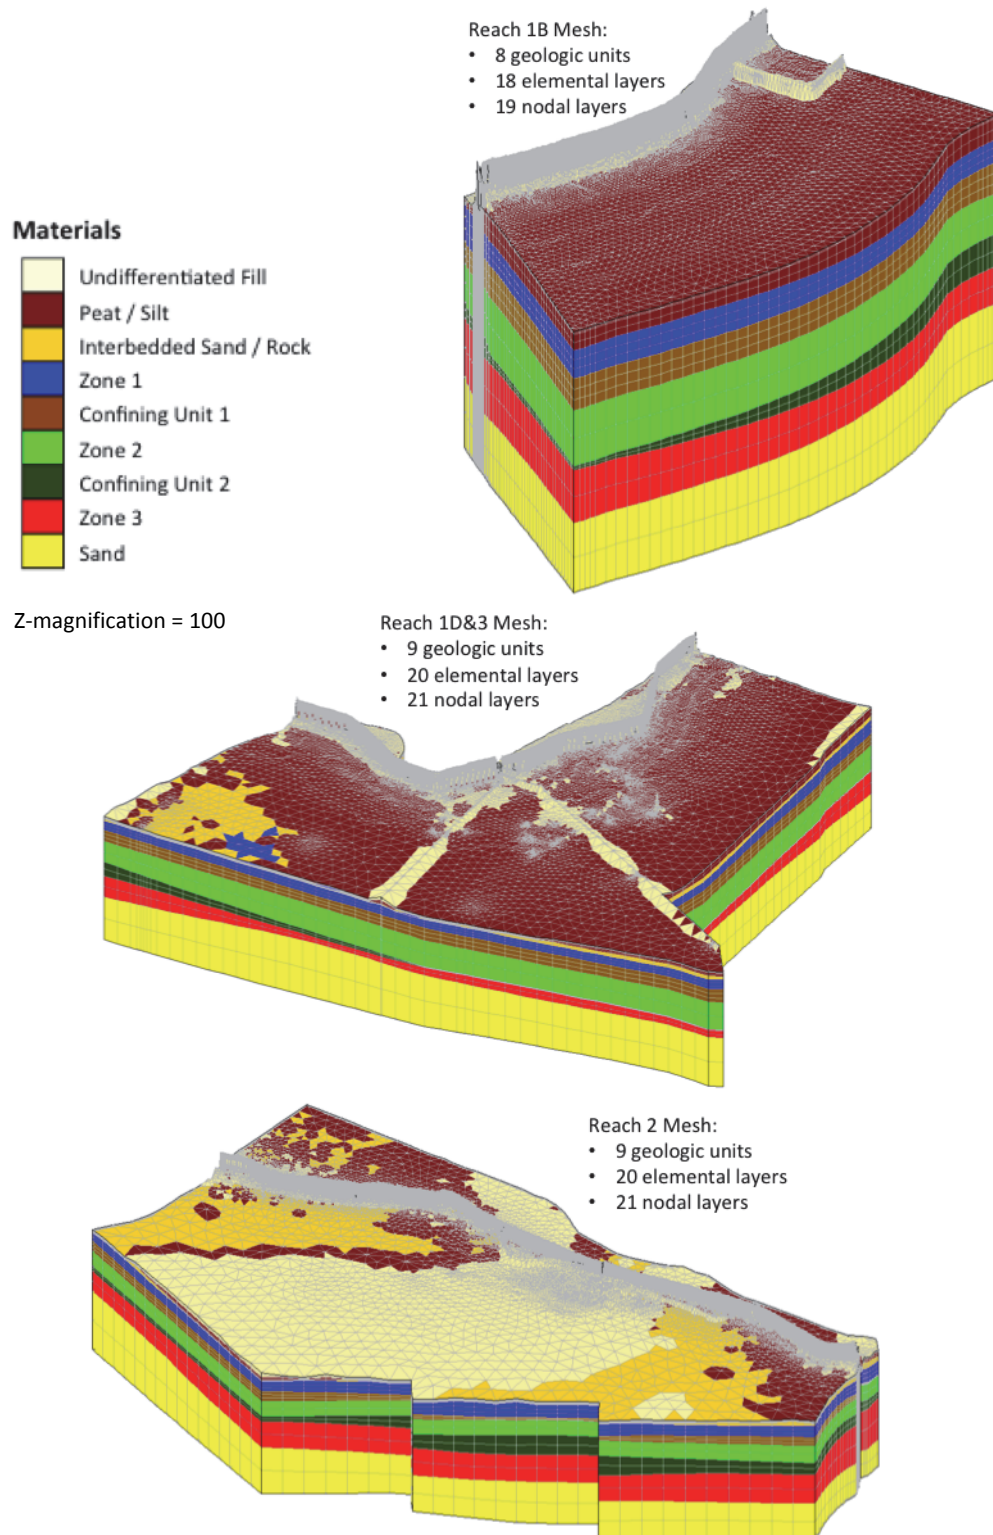 Reach 1B Mesh:
• 8 geologic units
• 18 elemental layers
• 19 nodal layers
Materials
Undifferentiated Fill
Peat / Silt
Interbedded Sand / Rock
Zone 1
Confining Unit 1
Zone 2
Confining Unit 2
Zone 3
Sand
Z-magnification = 100
Reach 1D&3 Mesh:
• 9 geologic units
• 20 elemental layers
• 21 nodal layers
Reach 2 Mesh:
• 9 geologic units
• 20 elemental layers
• 21 nodal layers